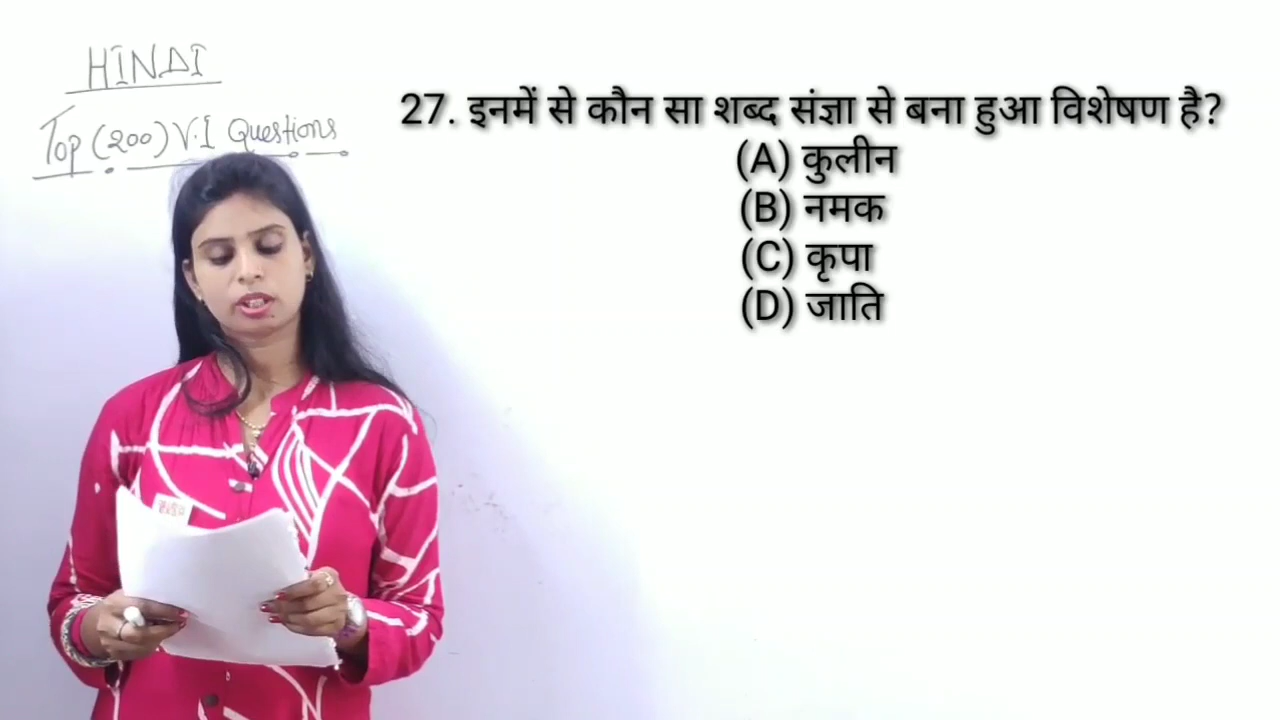 HINDI
Top (200) V.I Questions
27. इनमें से कौन सा शब्द संज्ञा से बना हुआ विशेषण है?
(A) कुलीन
(B) नमक
(C) कृपा
(D) जाति